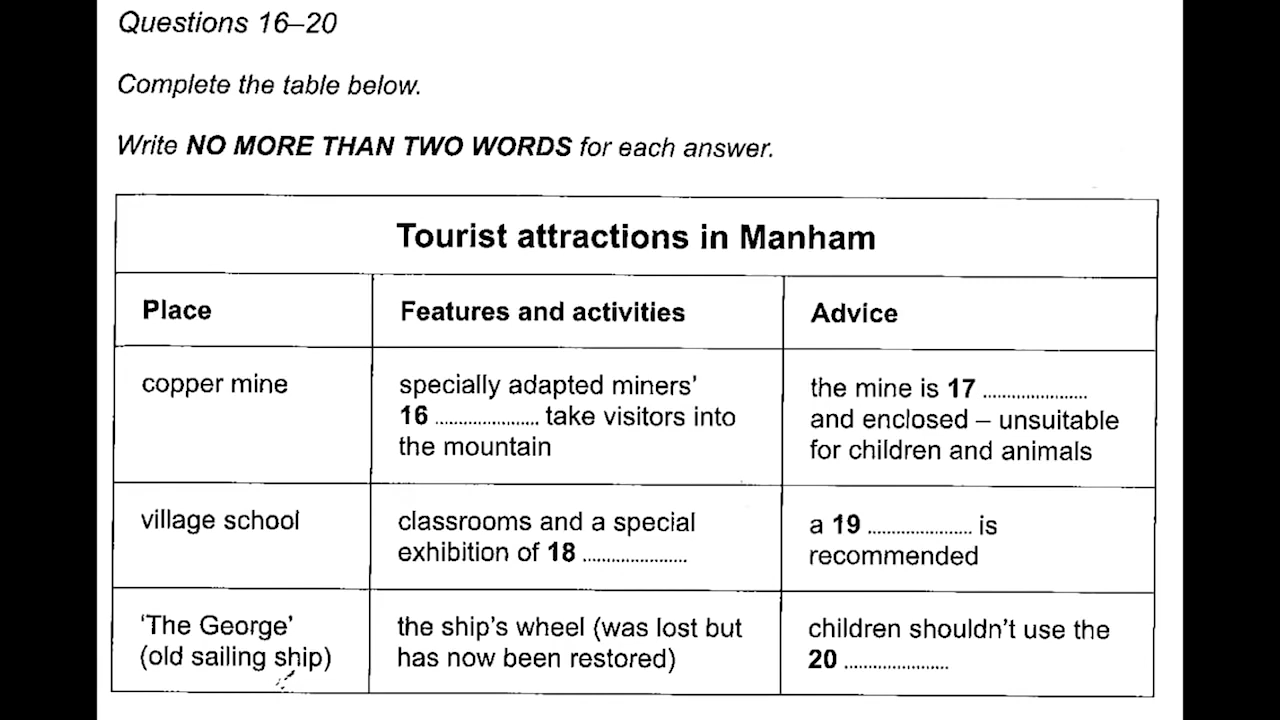 Questions 16–20
Complete the table below.
Write NO MORE THAN TWO WORDS for each answer.
Tourist attractions in Manham
Place
Features and activities
Advice
copper mine
specially adapted miners'
16 ...................... take visitors into
the mountain
the mine is 17 ......................
and enclosed – unsuitable
for children and animals
village school
classrooms and a special
exhibition of 18 ......................
a 19 ...................... is
recommended
'The George'
(old sailing ship)
the ship's wheel (was lost but
has now been restored)
children shouldn't use the
20 ......................